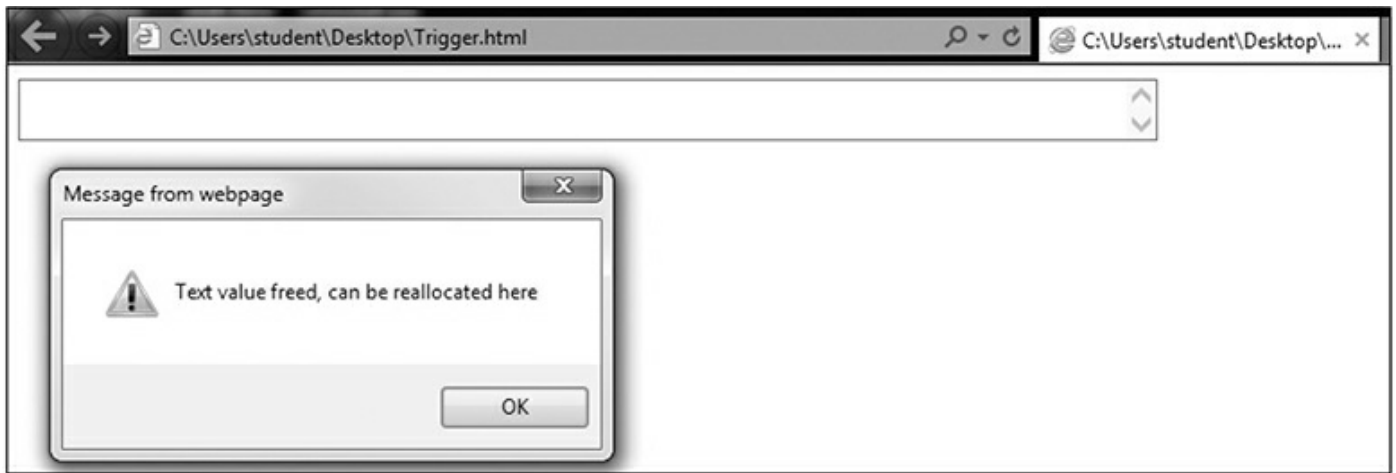 C:\Users\student\Desktop\Trigger.html
C:\Users\student\Desktop\...
Message from webpage
Text value freed, can be reallocated here
OK